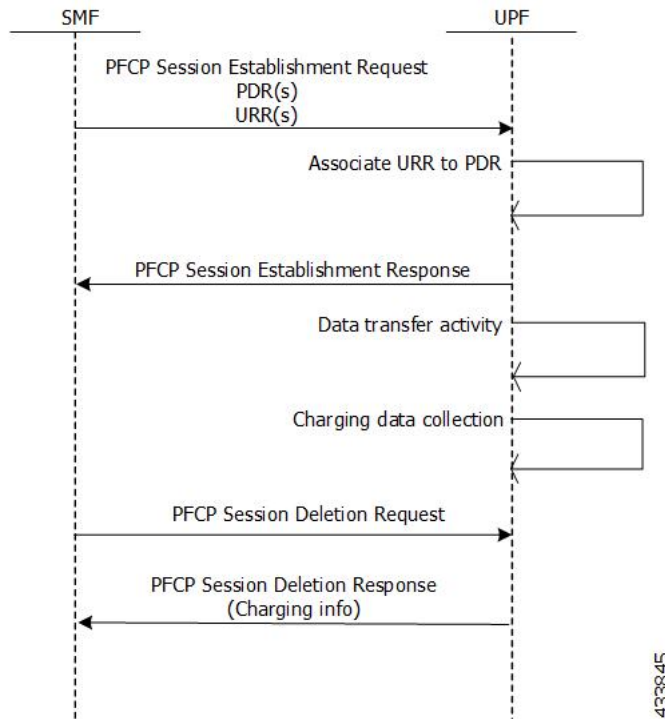 SMF
UPF
PFCP Session Establishment Request
PDR(s)
URR(s)
Associate URR to PDR
PFCP Session Establishment Response
Data transfer activity
Charging data collection
PFCP Session Deletion Request
PFCP Session Deletion Response
(Charging info)
433845